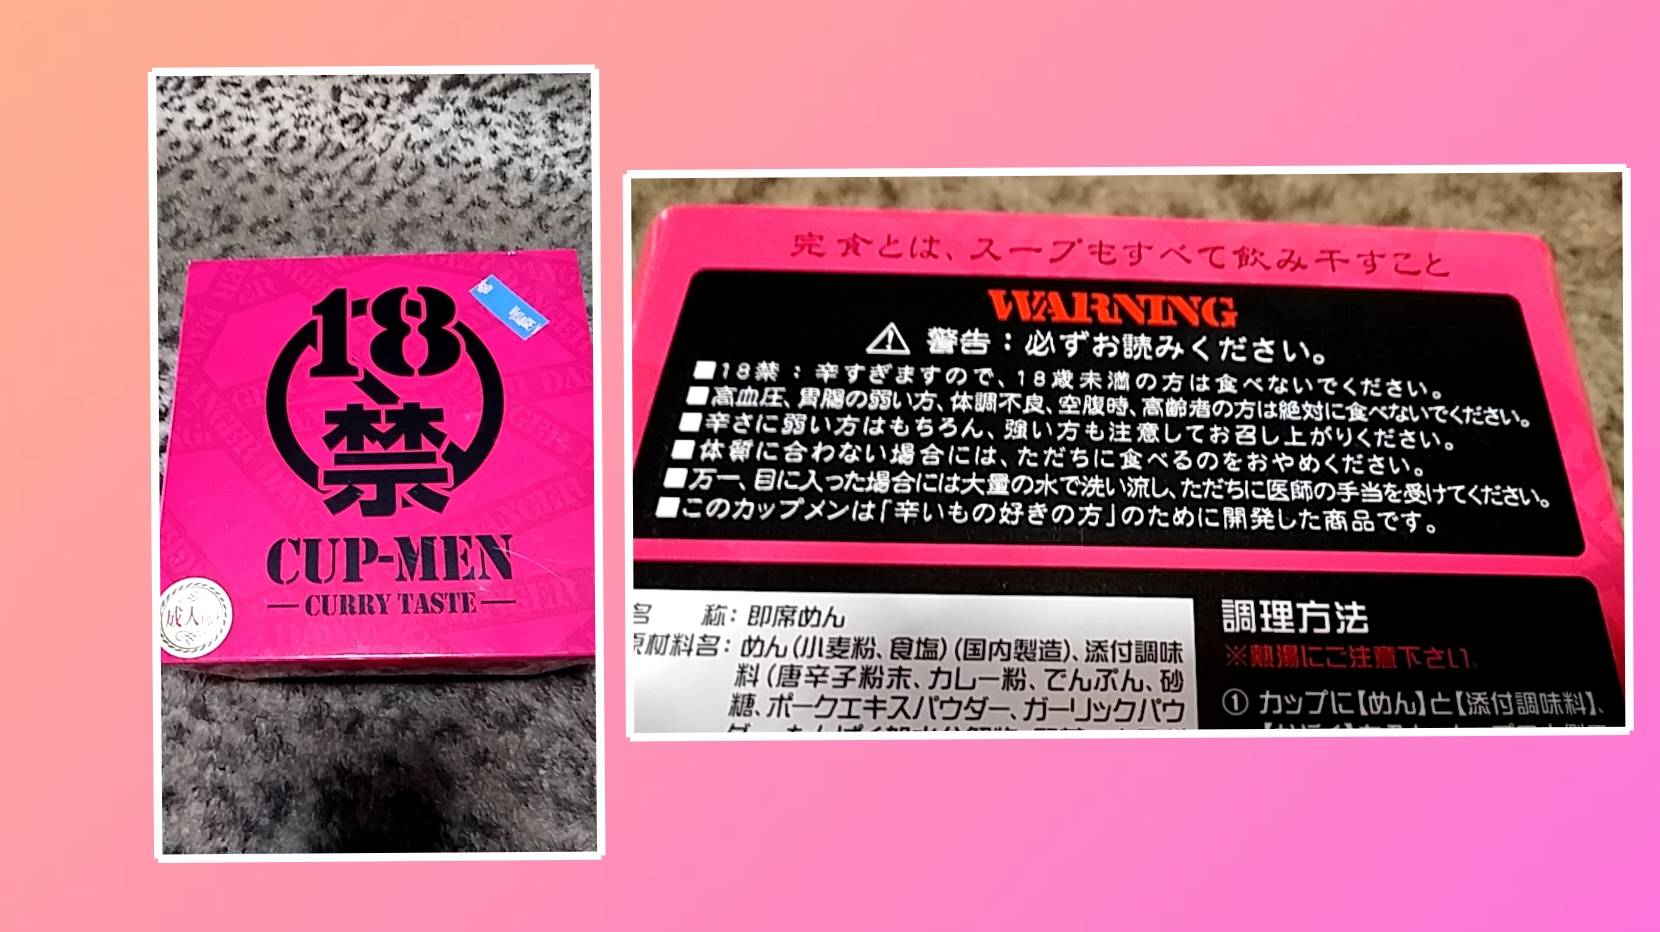 18
禁
CUP-MEN
CURRY TASTE
成人
完食とは、スープもすべて飲み干すこと
WARNING
警告：必ずお読みください。
■18禁：辛すぎますので、18歳未満の方は食べないでください。
■高血圧、胃腸の弱い方、体調不良、空腹時、高齢者の方は絶対に食べないでください。
■辛さに弱い方はもちろん、強い方も注意してお召し上がりください。
■体質に合わない場合には、ただちに食べるのをおやめください。
■万一、目に入った場合には大量の水で洗い流し、ただちに医師の手当を受けてください。
■このカップメンは「辛いもの好きの方」のために開発した商品です。
名 称：即席めん
原材料名：めん(小麦粉、食塩)(国内製造)、添付調味
料(唐辛子粉末、カレー粉、でんぷん、砂
糖、ポークエキスパウダー、ガーリックパウ
調理方法
※熱湯にご注意下さい。
① カップに【めん】と【添付調味料】、